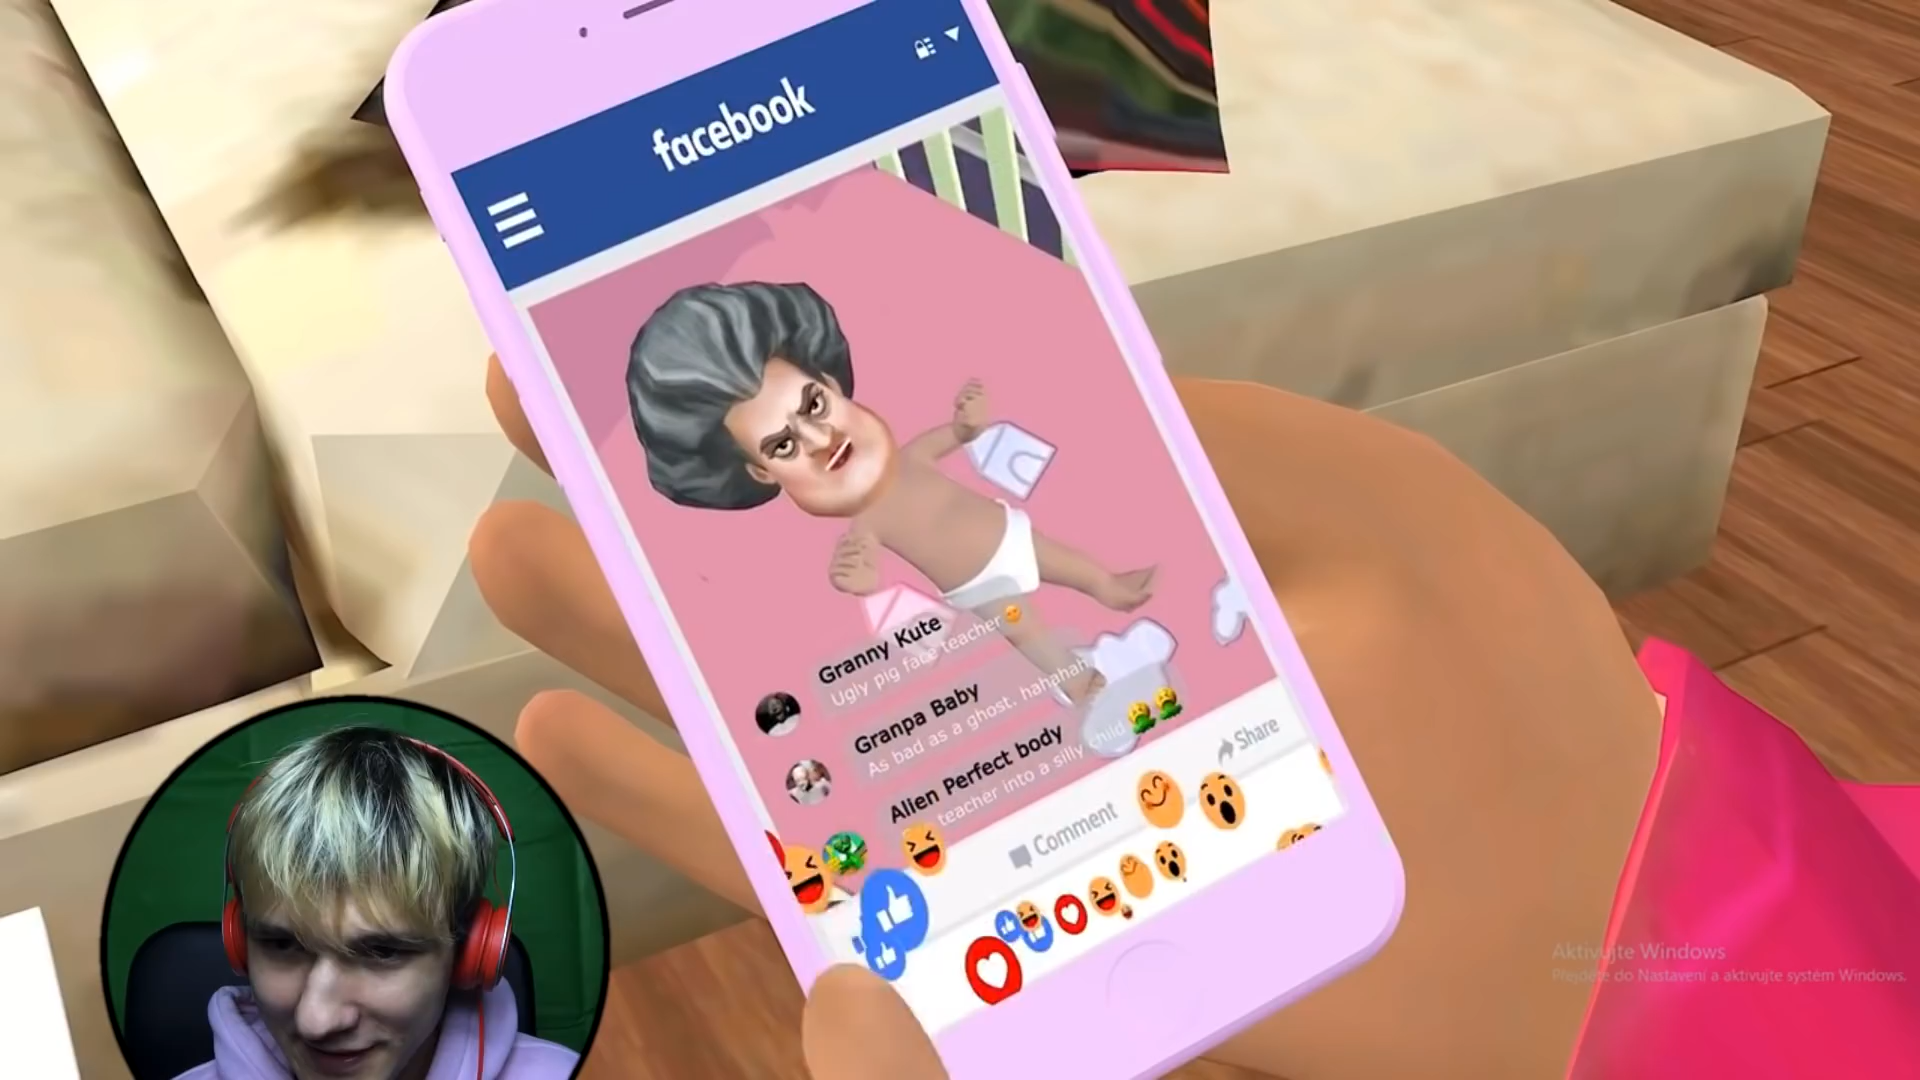 facebook
Granny Kute
Ugly pig face teacher
Granpa Baby
As bad as a ghost. hahahah
Alien Perfect body
teacher into a silly child
Share
Comment
Aktivujte Windows
Přejděte do Nastavení a aktivujte systém Windows.